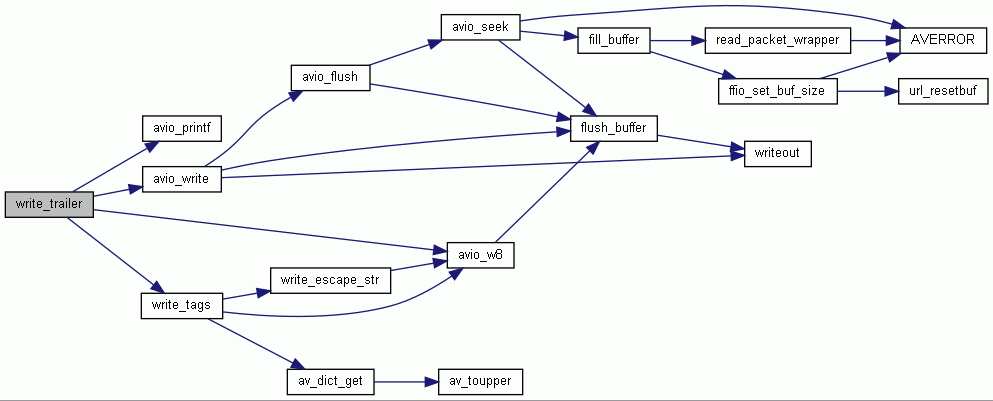 avio_seek
fill_buffer
read_packet_wrapper
AVERROR
avio_flush
ffio_set_buf_size
url_resetbuf
avio_printf
flush_buffer
writeout
avio_write
write_trailer
avio_w8
write_escape_str
write_tags
av_dict_get
av_toupper